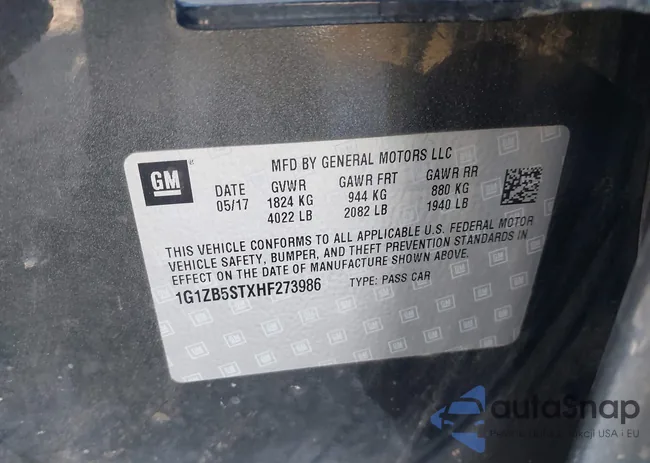 MFD BY GENERAL MOTORS LLC
GM
DATE GVWR GAWR FRT GAWR RR
05/17 1824 KG 944 KG 880 KG
4022 LB 2082 LB 1940 LB
THIS VEHICLE CONFORMS TO ALL APPLICABLE U.S. FEDERAL MOTOR
VEHICLE SAFETY, BUMPER, AND THEFT PREVENTION STANDARDS IN
EFFECT ON THE DATE OF MANUFACTURE SHOWN ABOVE.
1G1ZB5STXHF273986 TYPE: PASS CAR
autoSnap
USA i EU